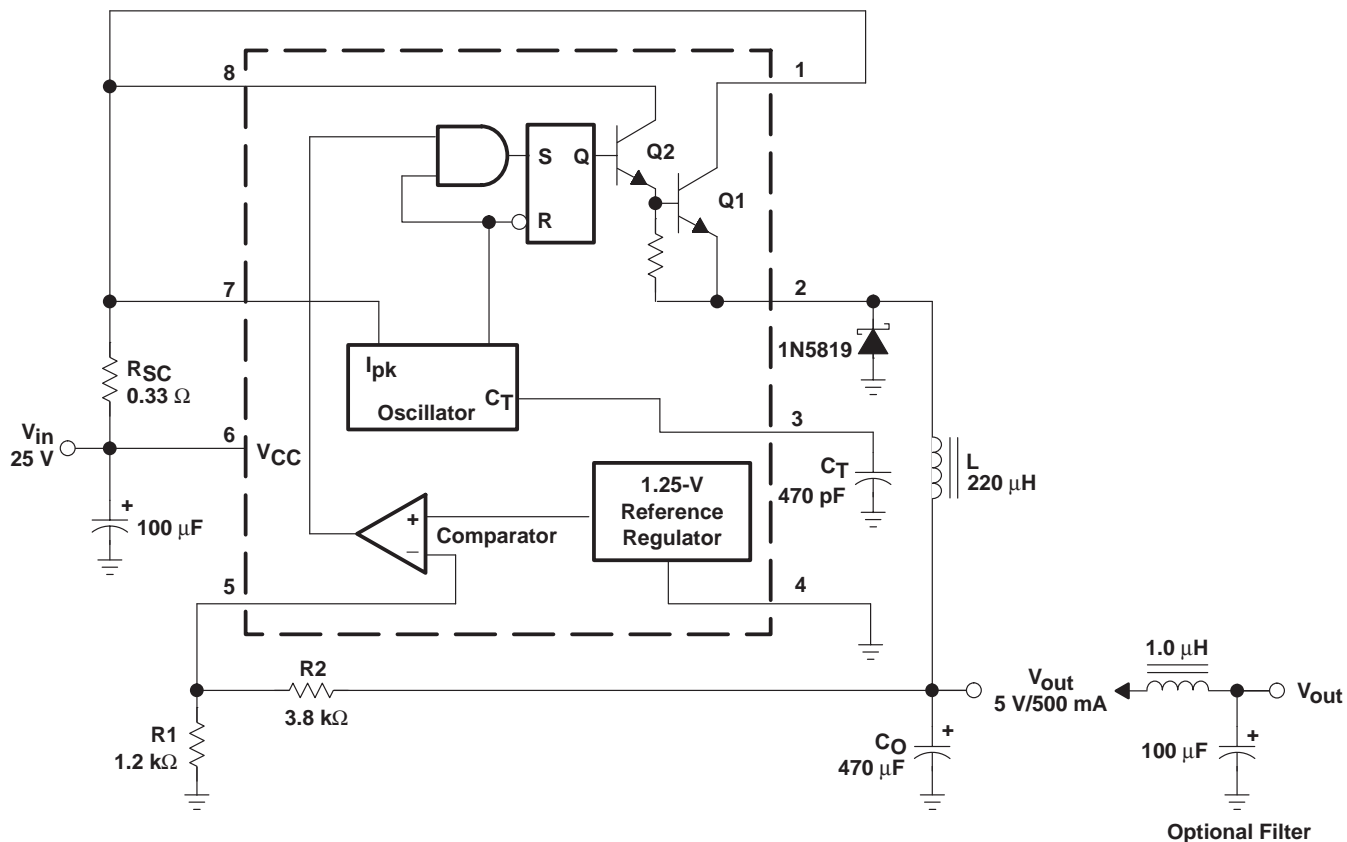 8
1
S
Q
Q2
R
Q1
7
2
Ipk
CT
Oscillator
1N5819
RSC
0.33 Ω
3
Vin
25 V
6
VCC
CT
470 pF
L
220 μH
100 μF
+
+
–
Comparator
1.25-V
Reference
Regulator
5
4
R2
3.8 kΩ
R1
1.2 kΩ
Vout
5 V/500 mA
1.0 μH
Vout
CO
470 μF
+
100 μF
+
Optional Filter